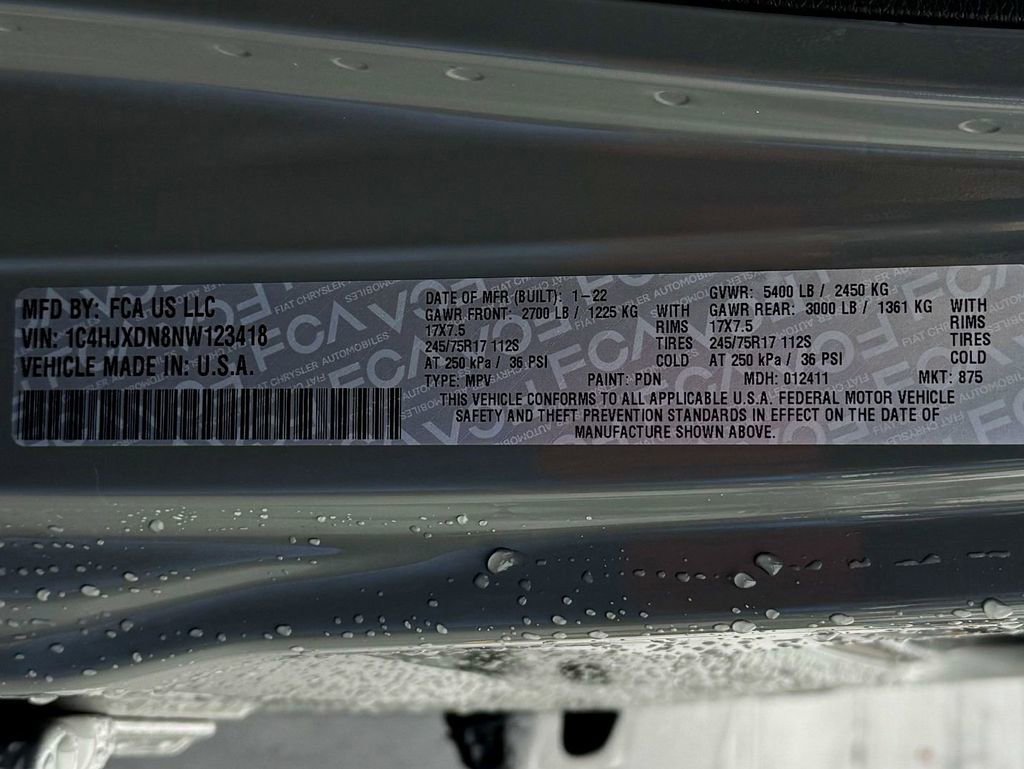 MFD BY: FCA US LLC
VIN: 1C4HJXDN8NW123418
VEHICLE MADE IN: U.S.A.
DATE OF MFR (BUILT): 1-22
GVWR: 5400 LB / 2450 KG
GAWR FRONT: 2700 LB / 1225 KG WITH
GAWR REAR: 3000 LB / 1361 KG WITH
17X7.5 RIMS
17X7.5 RIMS
245/75R17 112S TIRES
245/75R17 112S TIRES
AT 250 kPa / 36 PSI COLD
AT 250 kPa / 36 PSI COLD
TYPE: MPV PAINT: PDN MDH: 012411 MKT: 875
THIS VEHICLE CONFORMS TO ALL APPLICABLE U.S.A. FEDERAL MOTOR VEHICLE
SAFETY AND THEFT PREVENTION STANDARDS IN EFFECT ON THE DATE OF
MANUFACTURE SHOWN ABOVE.